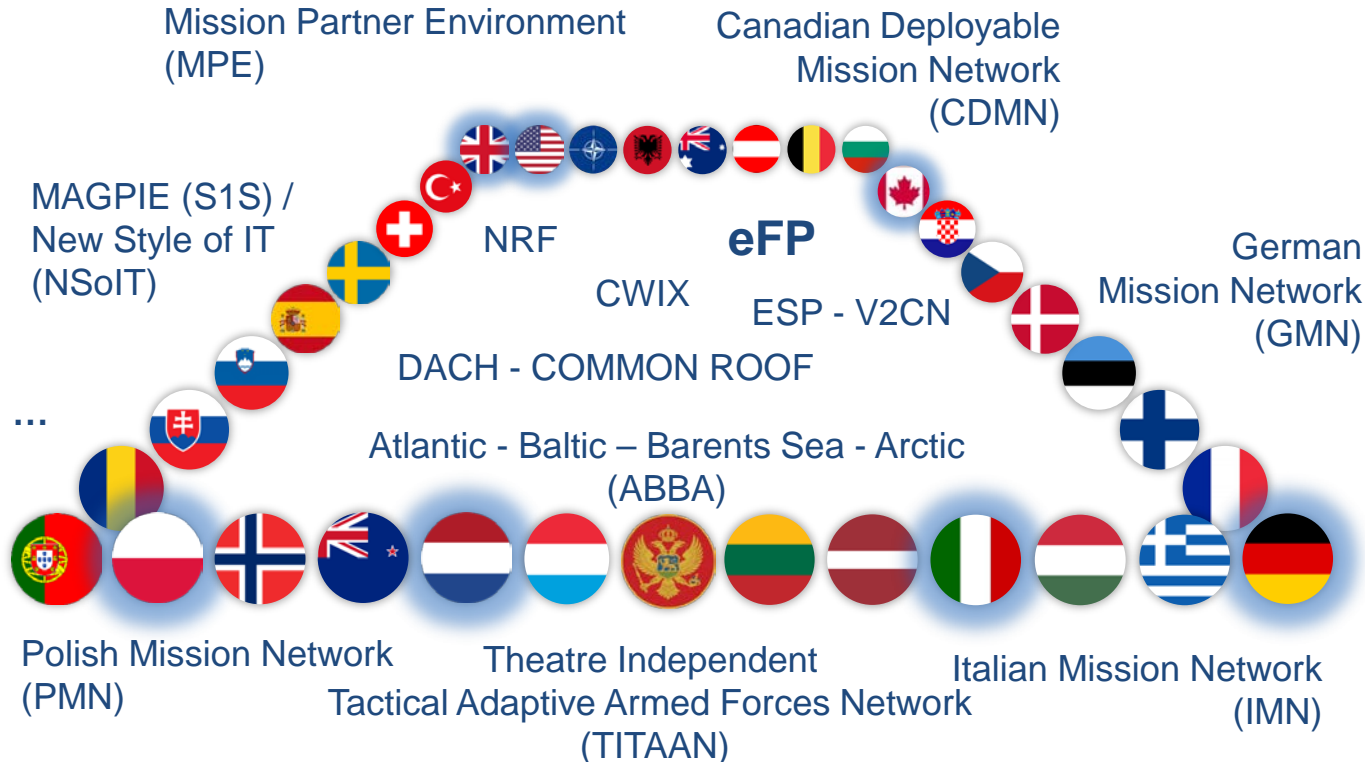 Mission Partner Environment
(MPE)
Canadian Deployable
Mission Network
(CDMN)
MAGPIE (S1S) /
New Style of IT
(NSoIT)
NRF
eFP
CWIX
ESP - V2CN
German
Mission Network
(GMN)
DACH - COMMON ROOF
...
Atlantic - Baltic – Barents Sea - Arctic
(ABBA)
Polish Mission Network
(PMN)
Theatre Independent
Tactical Adaptive Armed Forces Network
(TITAAN)
Italian Mission Network
(IMN)